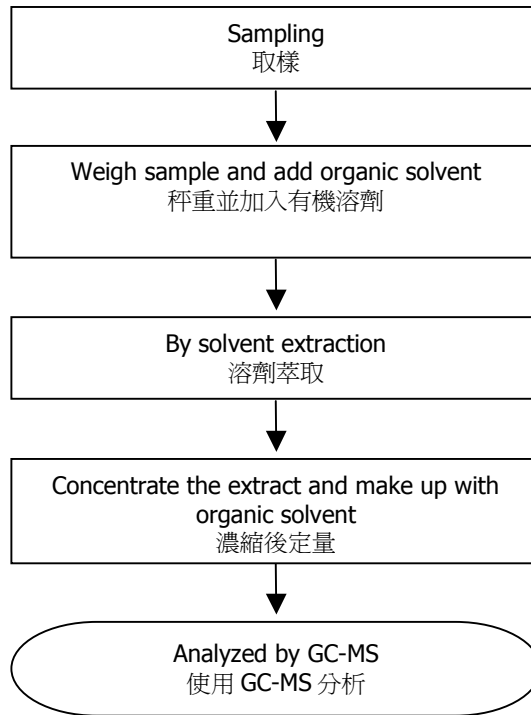 Sampling
取樣
Weigh sample and add organic solvent
秤重並加入有機溶劑
By solvent extraction
溶劑萃取
Concentrate the extract and make up with
organic solvent
濃縮後定量
Analyzed by GC-MS
使用 GC-MS 分析